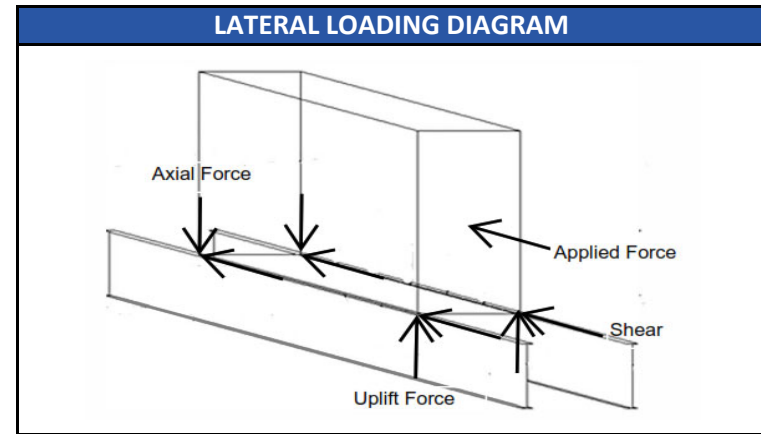 LATERAL LOADING DIAGRAM
Axial Force
Applied Force
Shear
Uplift Force